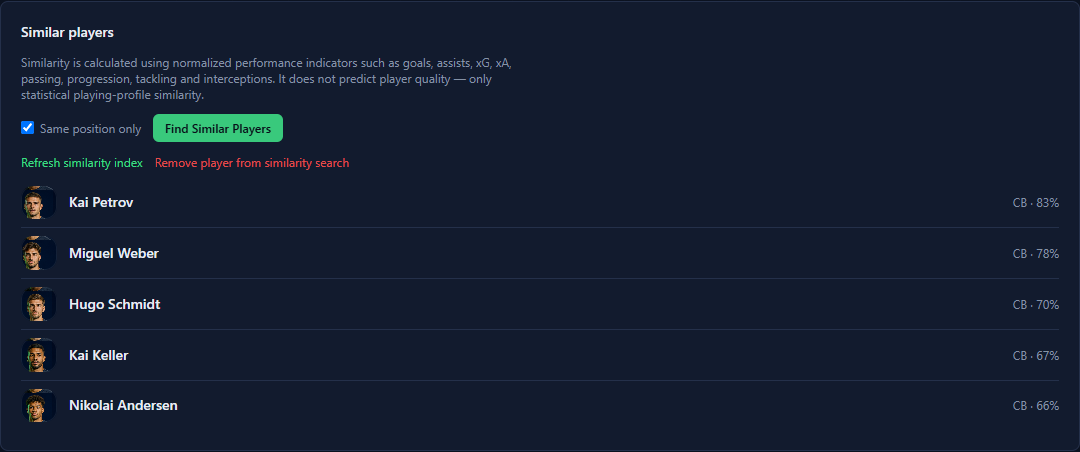 Similar players
Similarity is calculated using normalized performance indicators such as goals, assists, xG, xA,
passing, progression, tackling and interceptions. It does not predict player quality — only
statistical playing-profile similarity.
Same position only
Find Similar Players
Refresh similarity index Remove player from similarity search
Kai Petrov CB · 83%
Miguel Weber CB · 78%
Hugo Schmidt CB · 70%
Kai Keller CB · 67%
Nikolai Andersen CB · 66%